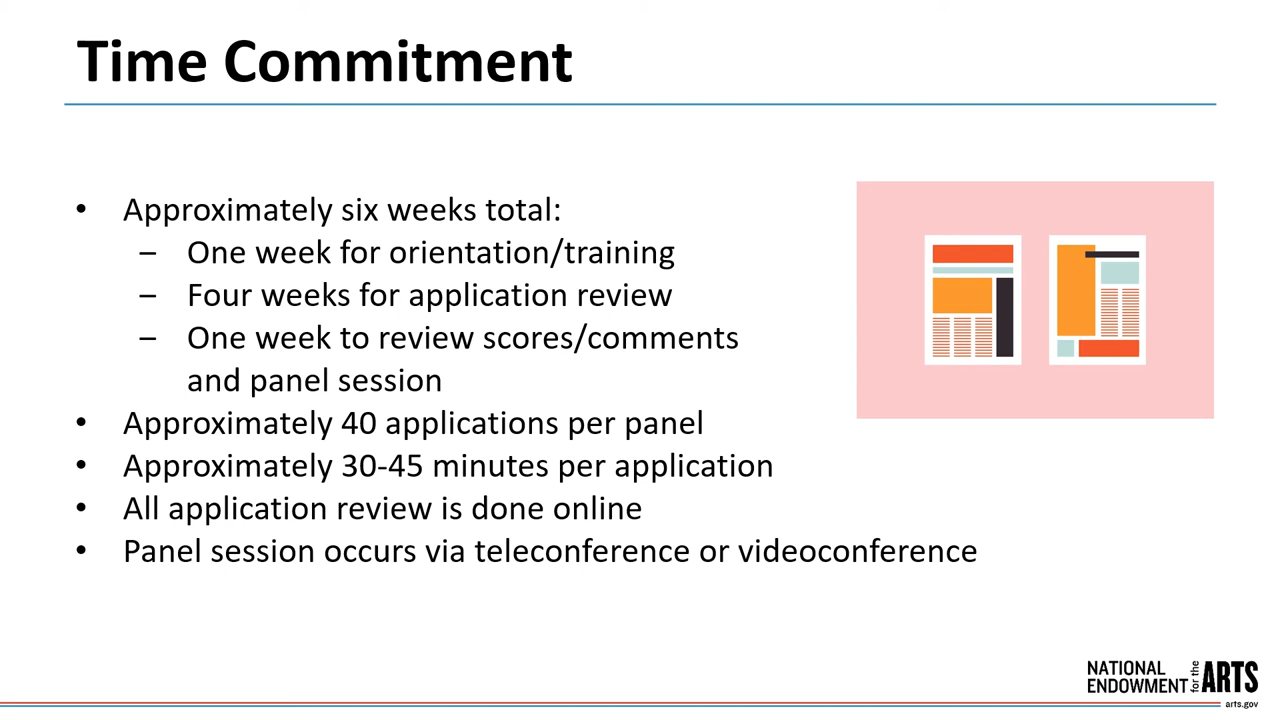 Time Commitment
• Approximately six weeks total:
– One week for orientation/training
– Four weeks for application review
– One week to review scores/comments
and panel session
• Approximately 40 applications per panel
• Approximately 30-45 minutes per application
• All application review is done online
• Panel session occurs via teleconference or videoconference
NATIONAL
ENDOWMENT
for the
ARTS
arts.gov